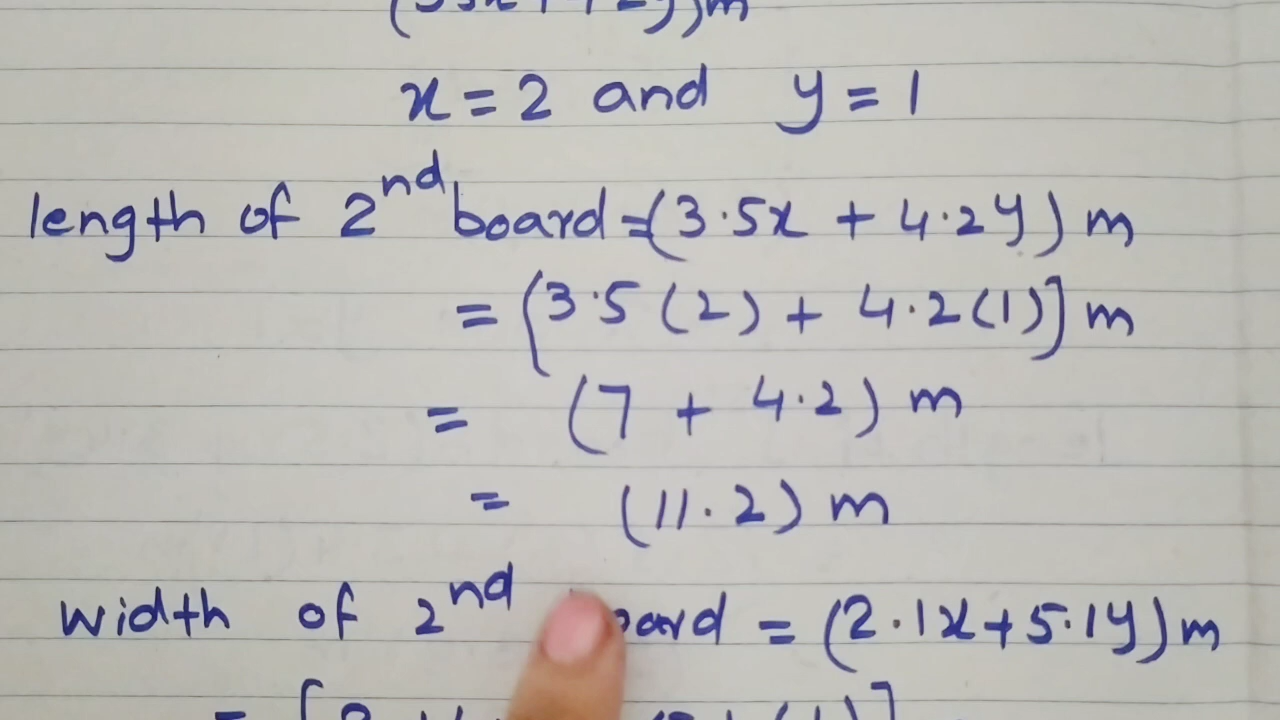 x = 2 and y = 1
length of 2nd board = (3.5x + 4.2y) m
= (3.5 (2) + 4.2 (1)] m
= (7 + 4.2) m
= (11.2) m
width of 2nd board = (2.1x + 5.1y) m